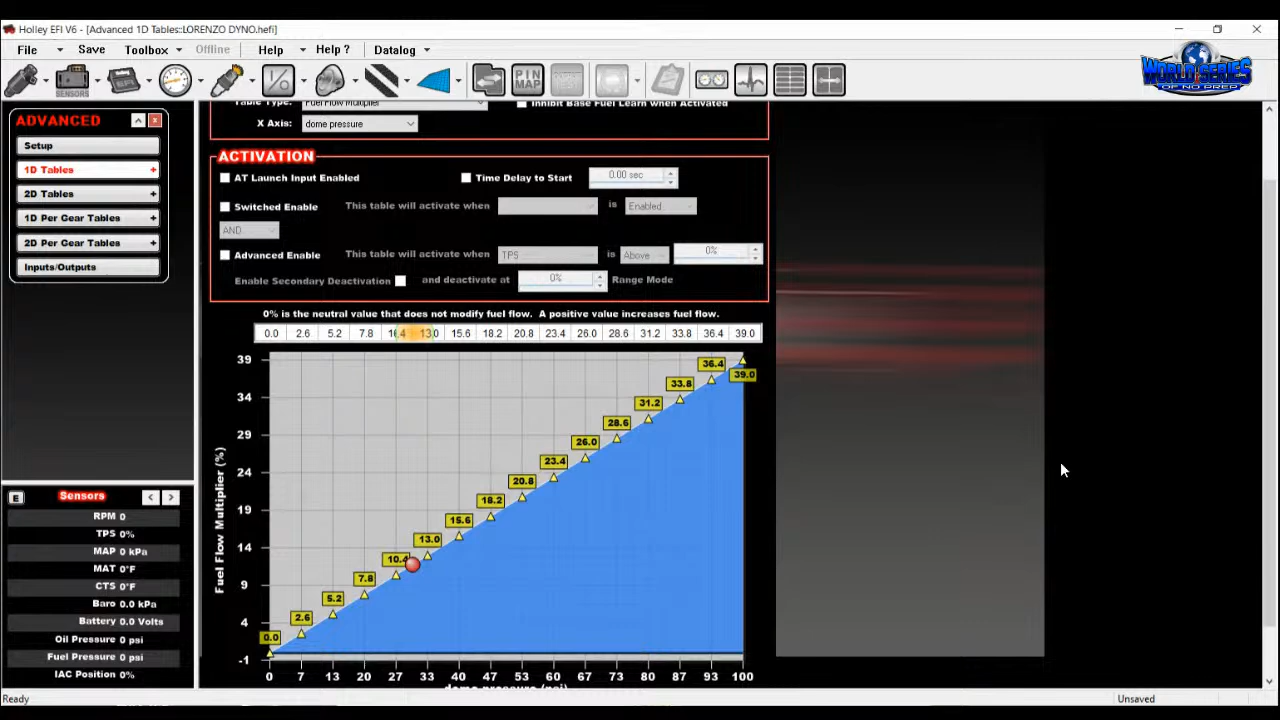 Holley EFI V6 - [Advanced 1D Tables::LORENZO DYNO.hefi]
File Save Toolbox Offline Help Help ? Datalog
SENSORS
PIN MAP
WORLD SERIES
OF NO PREP
ADVANCED
Setup
1D Tables +
2D Tables +
1D Per Gear Tables +
2D Per Gear Tables +
Inputs/Outputs
Table Type: Fuel Flow Multiplier Inhibit Base Fuel Learn when Activated
X Axis: dome pressure
ACTIVATION
AT Launch Input Enabled Time Delay to Start 0.00 sec
Switched Enable This table will activate when is Enabled
AND
Advanced Enable This table will activate when TPS is Above 0%
Enable Secondary Deactivation and deactivate at 0% Range Mode
0% is the neutral value that does not modify fuel flow. A positive value increases fuel flow.
0.0 2.6 5.2 7.8 10.4 13.0 15.6 18.2 20.8 23.4 26.0 28.6 31.2 33.8 36.4 39.0
Fuel Flow Multiplier (%)
39
34
29
24
19
14
9
4
-1
0.0
2.6
5.2
7.8
10.4
13.0
15.6
18.2
20.8
23.4
26.0
28.6
31.2
33.8
36.4
39.0
0 7 13 20 27 33 40 47 53 60 67 73 80 87 93 100
dome pressure (psi)
E Sensors < >
RPM 0
TPS 0%
MAP 0 kPa
MAT 0°F
CTS 0°F
Baro 0.0 kPa
Battery 0.0 Volts
Oil Pressure 0 psi
Fuel Pressure 0 psi
IAC Position 0%
Ready Unsaved